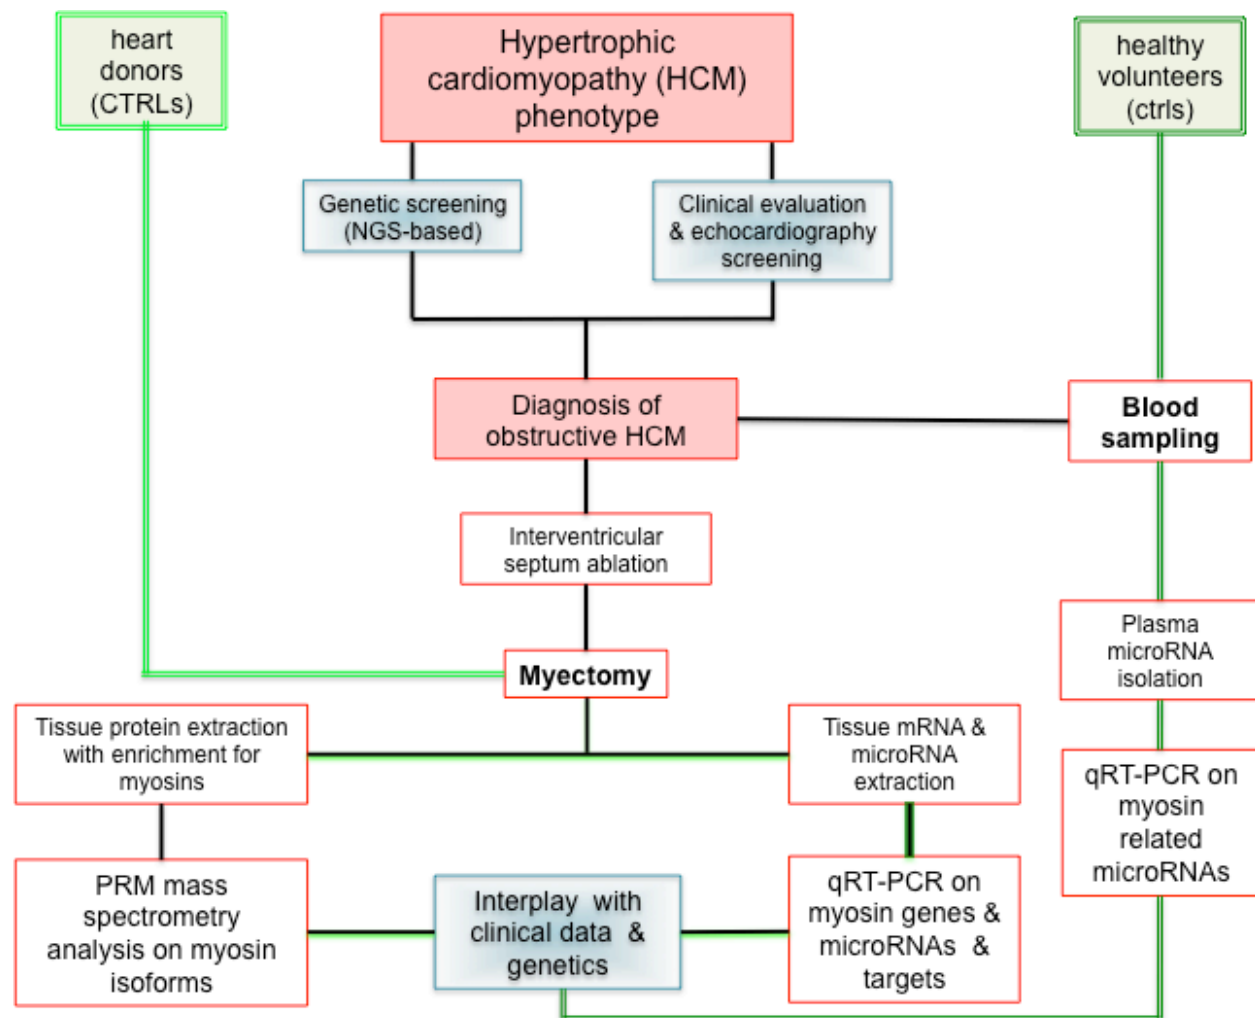 heart
donors
(CTRLs)
Hypertrophic
cardiomyopathy (HCM)
phenotype
healthy
volunteers
(ctrls)
Genetic screening
(NGS-based)
Clinical evaluation
& echocardiography
screening
Diagnosis of
obstructive HCM
Blood
sampling
Interventricular
septum ablation
Plasma
microRNA
isolation
Myectomy
Tissue protein extraction
with enrichment for
myosins
Tissue mRNA &
microRNA
extraction
qRT-PCR on
myosin
related
microRNAs
PRM mass
spectrometry
analysis on myosin
isoforms
Interplay with
clinical data &
genetics
qRT-PCR on
myosin genes &
microRNAs &
targets